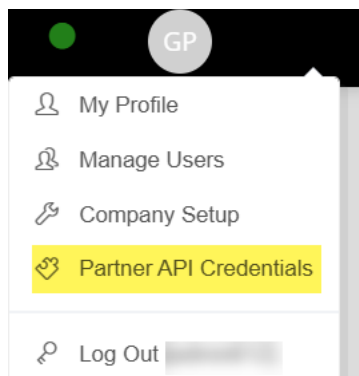 GP
My Profile
Manage Users
Company Setup
Partner API Credentials
Log Out